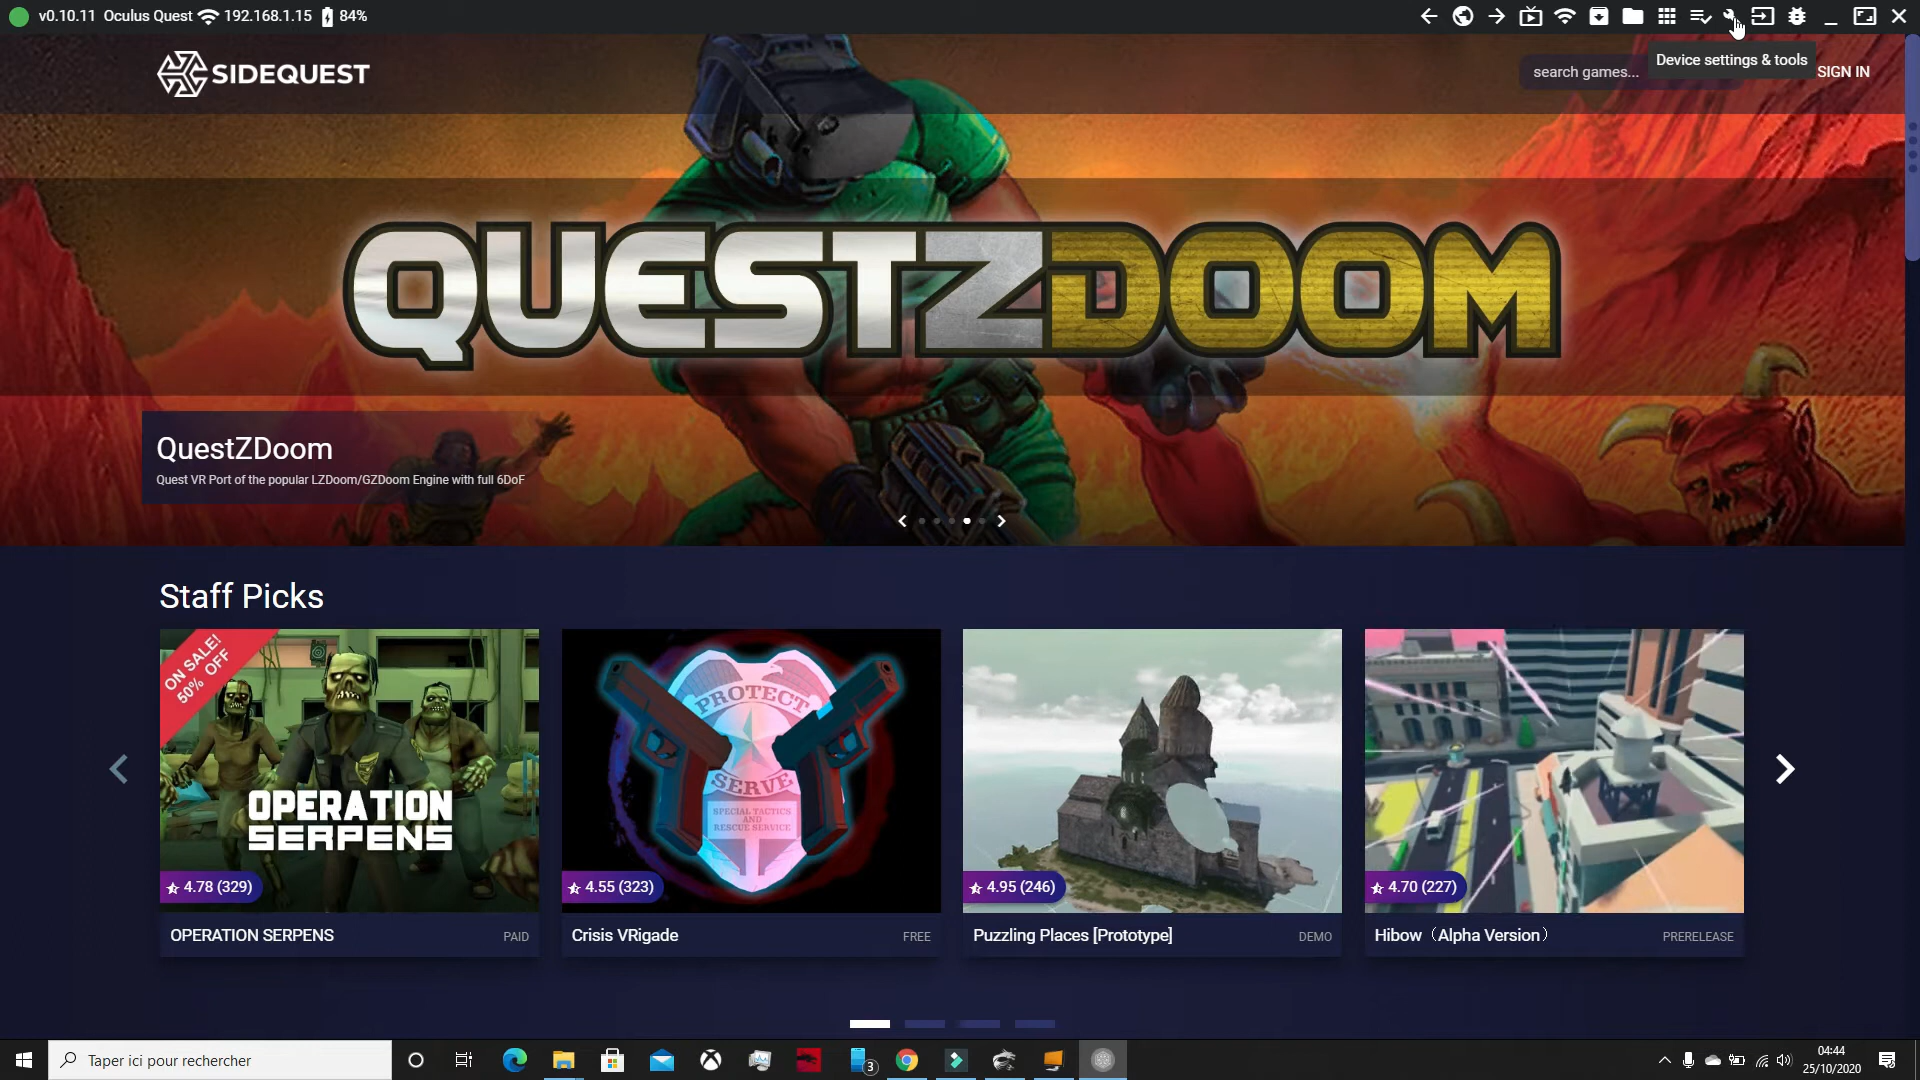 v0.10.11 Oculus Quest 192.168.1.15 84%
SIDEQUEST
search games...
Device settings & tools
SIGN IN
QUESTZDOOM
QuestZDoom
Quest VR Port of the popular LZDoom/GZDoom Engine with full 6DoF
Staff Picks
ON SALE!
50% OFF
OPERATION
SERPENS
PROTECT
SERVE
SPECIAL TACTICS
AND
RESCUE SERVICE
4.78 (329)
4.55 (323)
4.95 (246)
4.70 (227)
OPERATION SERPENS PAID
Crisis VRigade FREE
Puzzling Places [Prototype] DEMO
Hibow（Alpha Version） PRERELEASE
Taper ici pour rechercher
3
04:44
25/10/2020